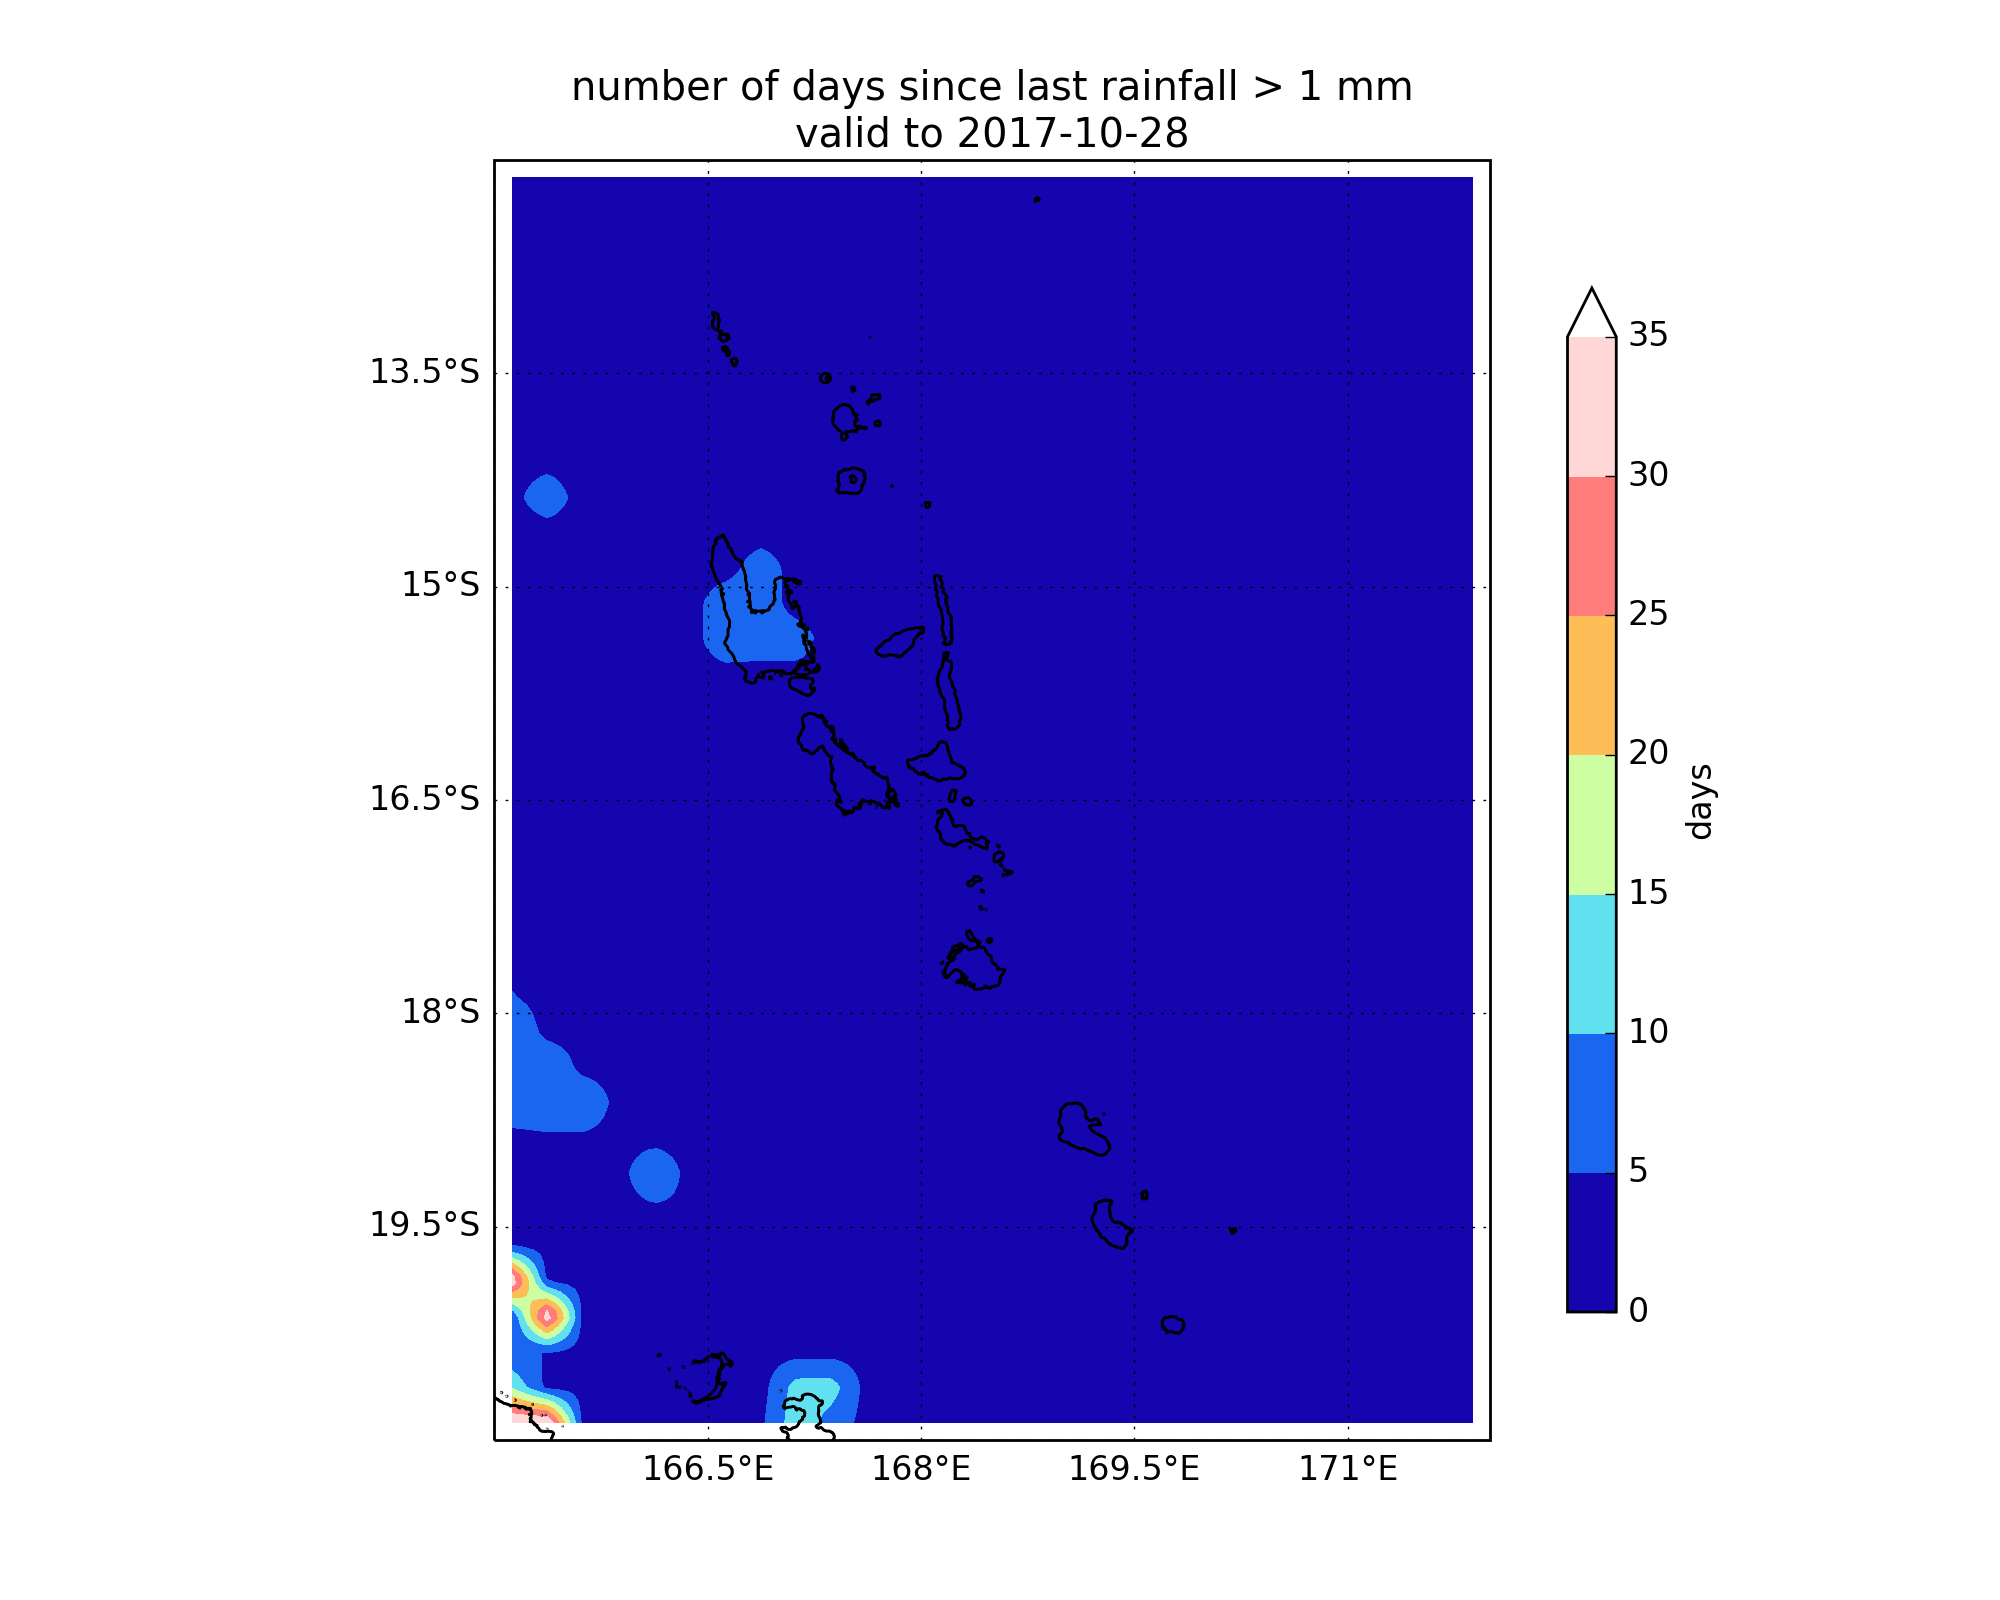 number of days since last rainfall > 1 mm
valid to 2017-10-28
13.5°S
15°S
16.5°S
18°S
19.5°S
166.5°E
168°E
169.5°E
171°E
35
30
25
20
15
10
5
0
days